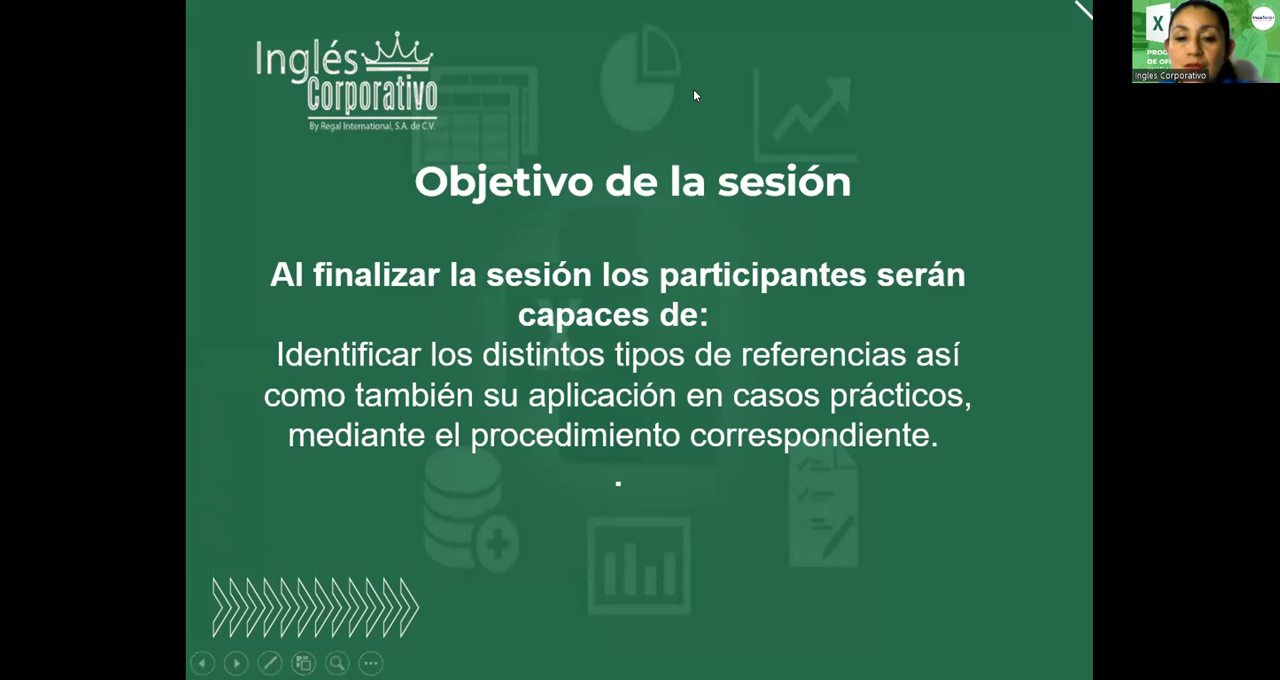 Inglés
Corporativo
By Regal International, S.A. de C.V.
Objetivo de la sesión
Al finalizar la sesión los participantes serán
capaces de:
Identificar los distintos tipos de referencias así
como también su aplicación en casos prácticos,
mediante el procedimiento correspondiente.
.
X
Ingles Corporativo